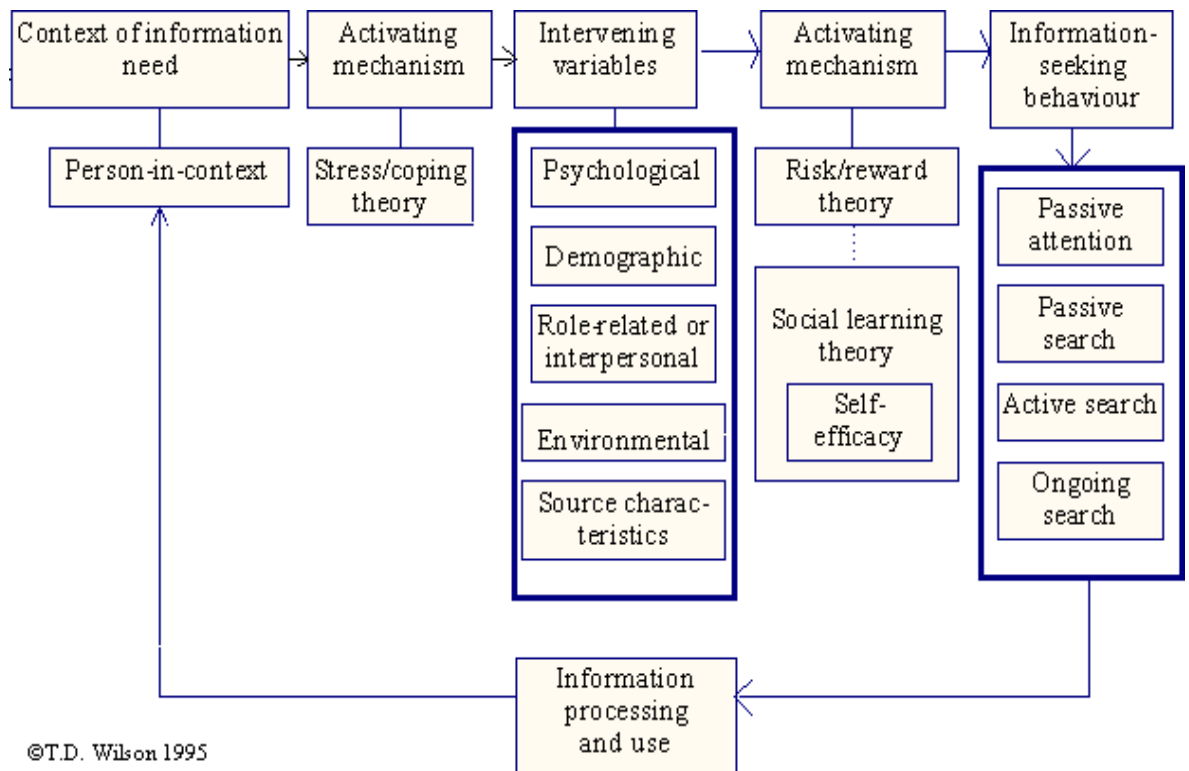 Context of information
need
Activating
mechanism
Intervening
variables
Activating
mechanism
Information-
seeking
behaviour
Person-in-context
Stress/coping
theory
Psychological
Demographic
Role-related or
interpersonal
Environmental
Source charac-
teristics
Risk/reward
theory
Social learning
theory
Self-
efficacy
Passive
attention
Passive
search
Active search
Ongoing
search
Information
processing
and use
©T.D. Wilson 1995